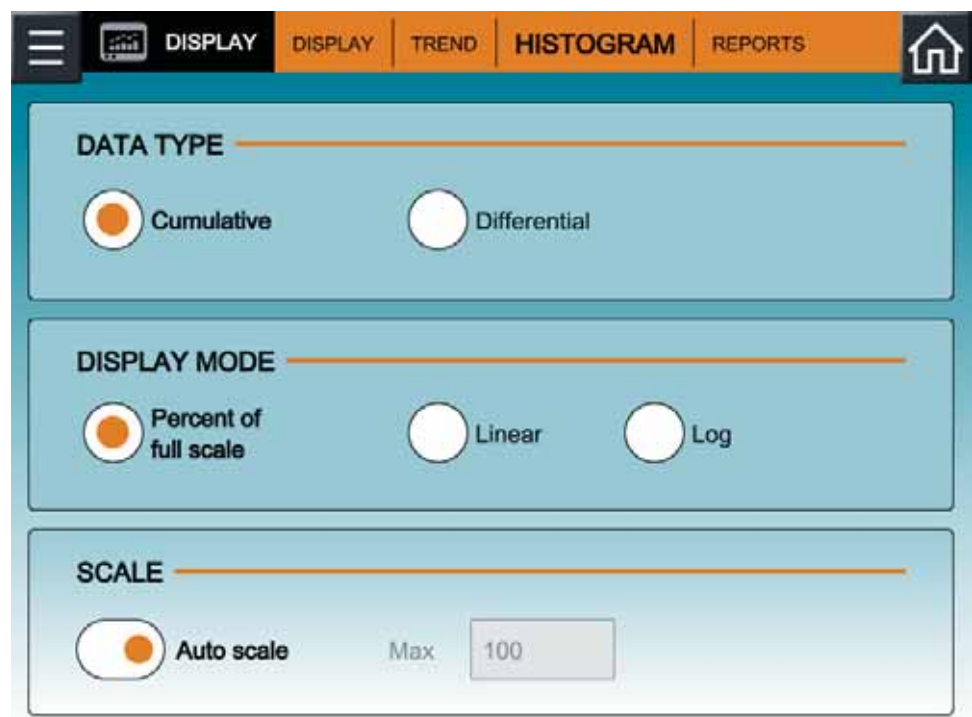 DISPLAY DISPLAY TREND HISTOGRAM REPORTS
DATA TYPE
Cumulative Differential
DISPLAY MODE
Percent of
full scale
Linear Log
SCALE
Auto scale Max 100